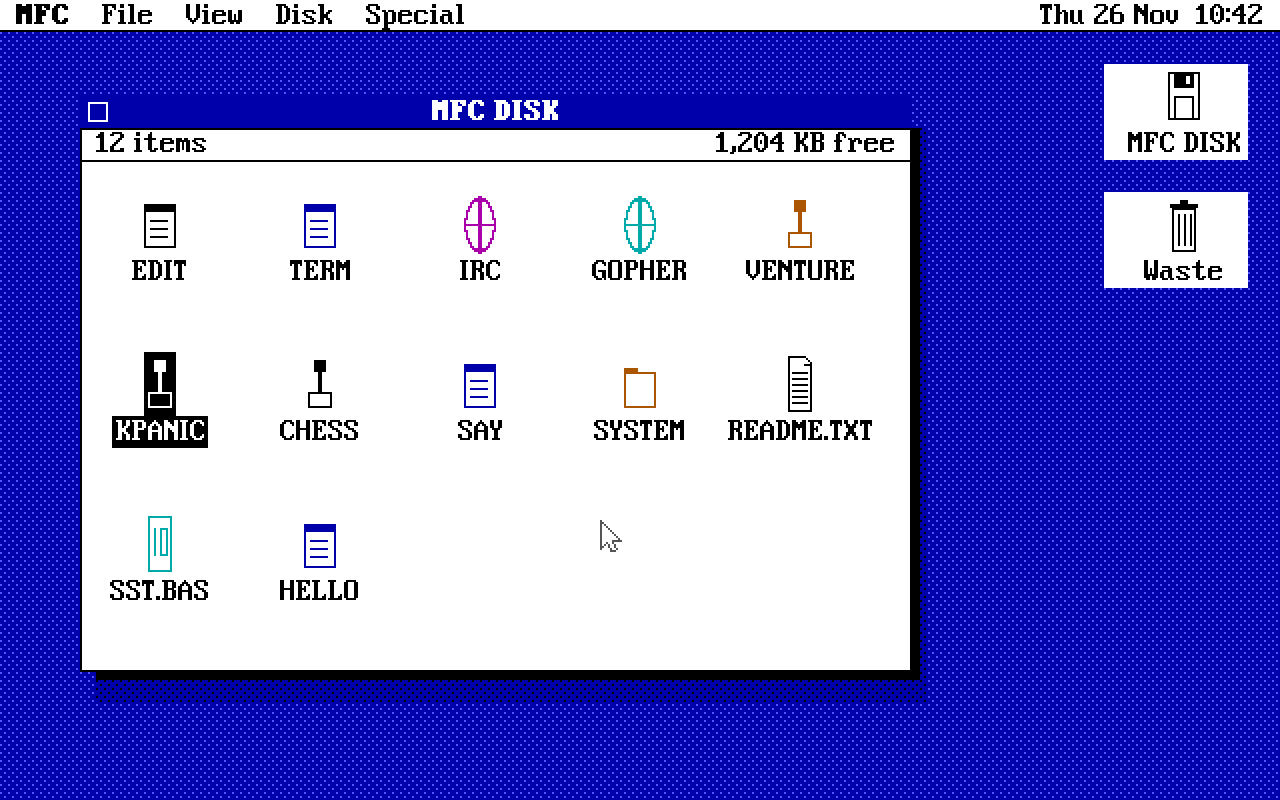 MFC File View Disk Special Thu 26 Nov 10:42
MFC DISK
12 items 1,204 KB free
EDIT TERM IRC GOPHER VENTURE
KPANIC CHESS SAY SYSTEM README.TXT
SST.BAS HELLO
MFC DISK
Waste